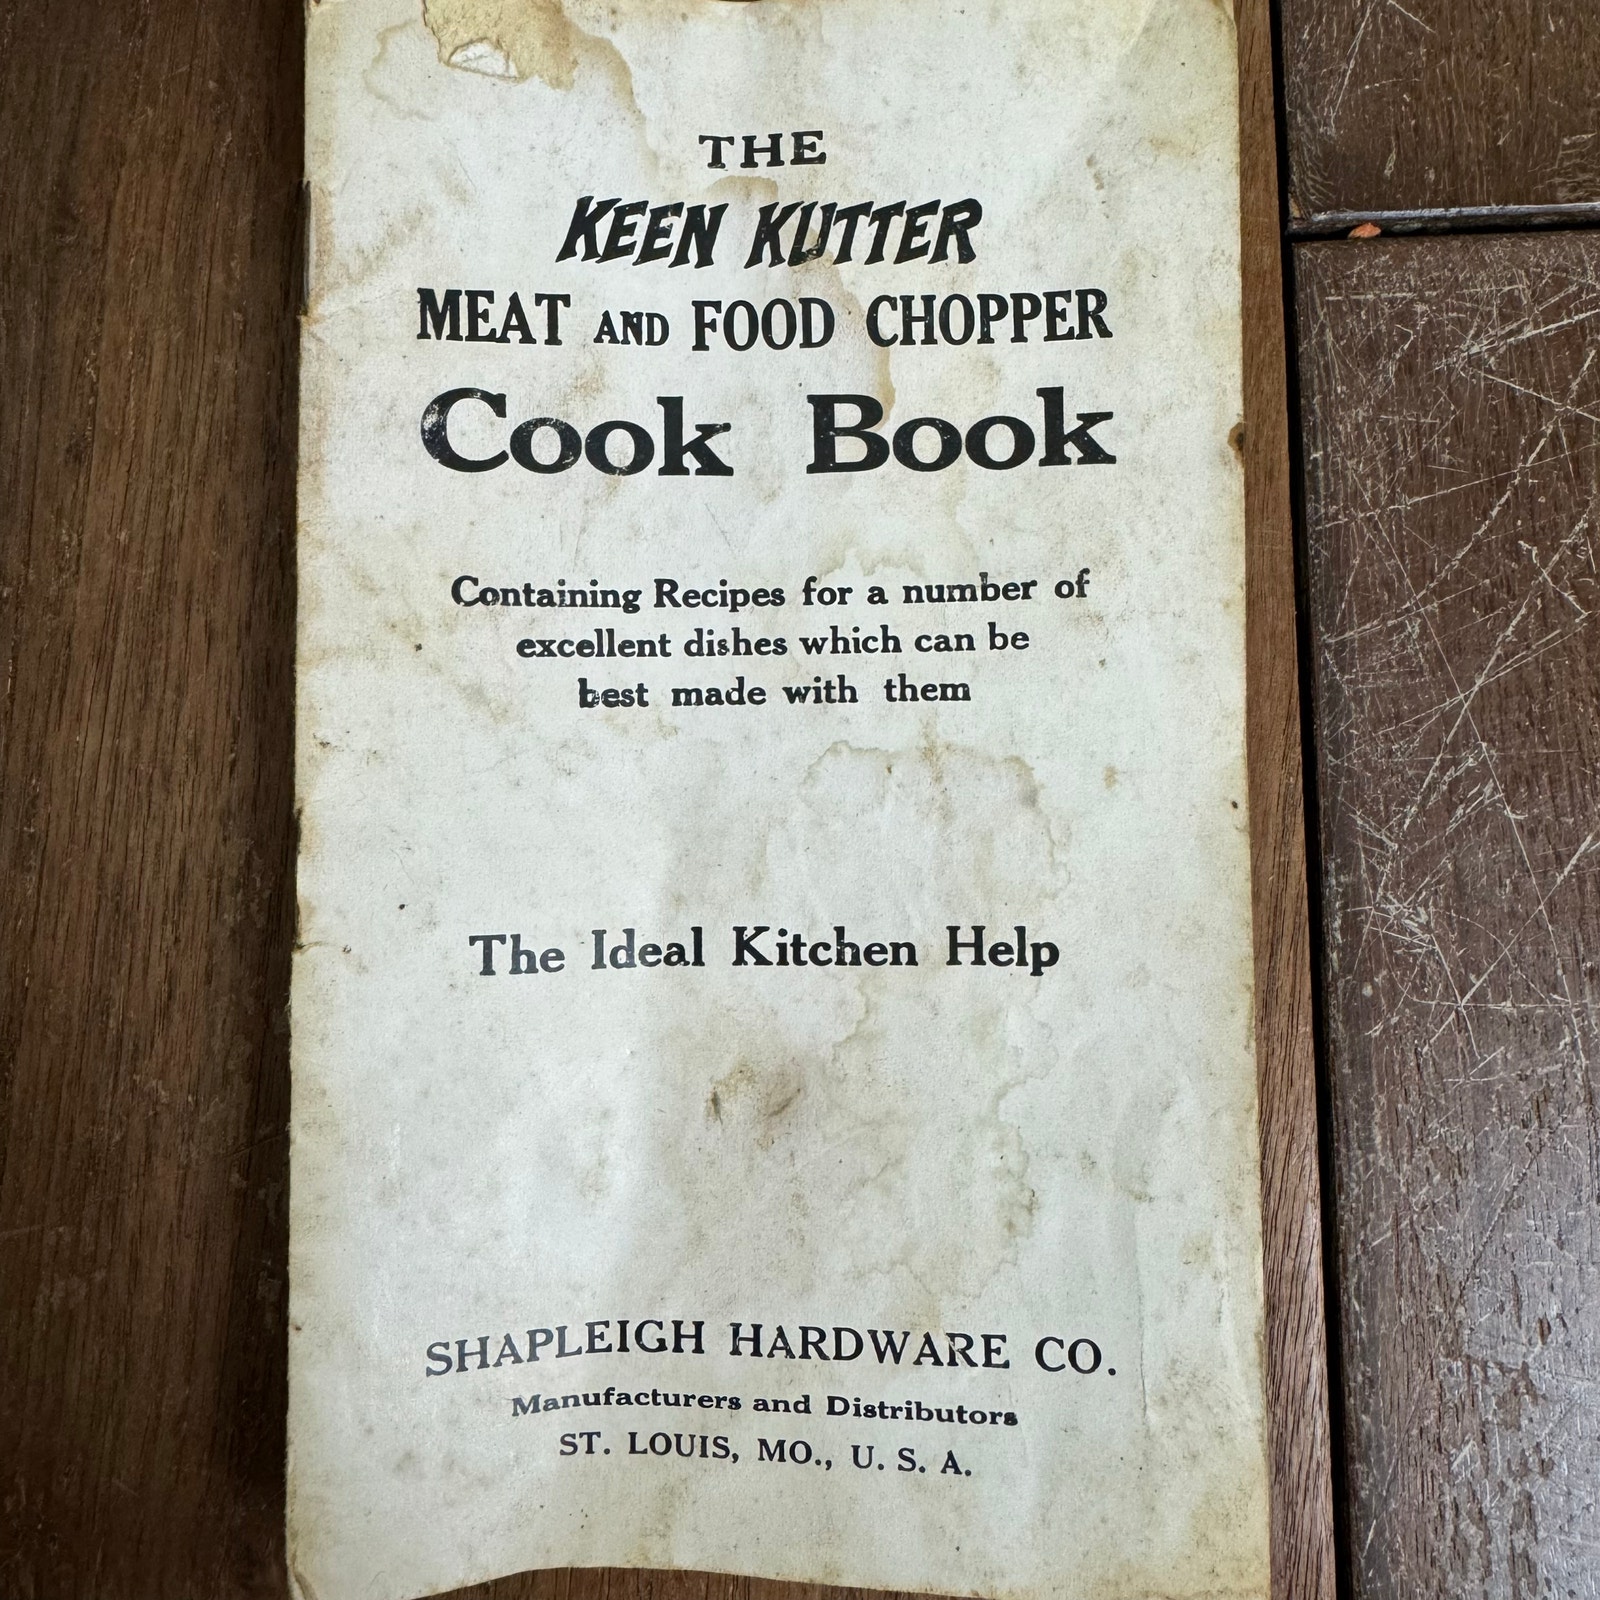 THE
KEEN KUTTER
MEAT AND FOOD CHOPPER
Cook Book
Containing Recipes for a number of
excellent dishes which can be
best made with them
The Ideal Kitchen Help
SHAPLEIGH HARDWARE CO.
Manufacturers and Distributors
ST. LOUIS, MO., U. S. A.